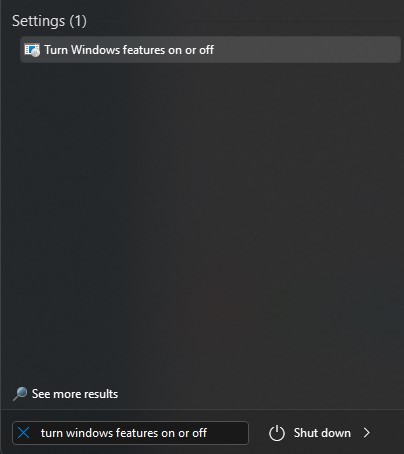 Settings (1)
Turn Windows features on or off
See more results
turn windows features on or off
Shut down